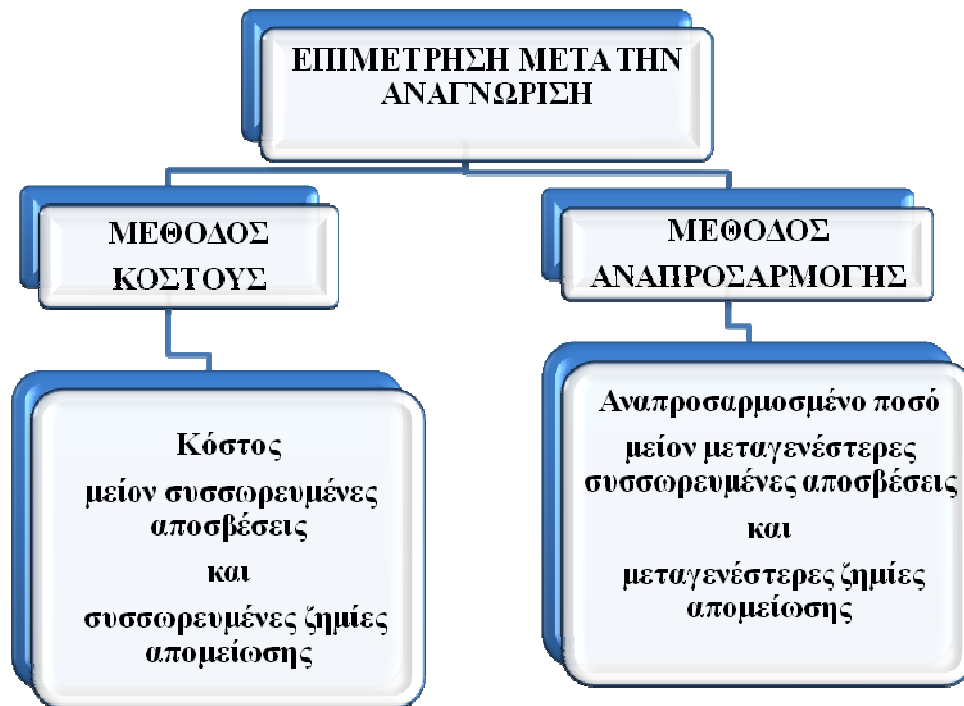 ΕΠΙΜΕΤΡΗΣΗ ΜΕΤΑ ΤΗΝ
ΑΝΑΓΝΩΡΙΣΗ
ΜΕΘΟΔΟΣ
ΚΟΣΤΟΥΣ
ΜΕΘΟΔΟΣ
ΑΝΑΠΡΟΣΑΡΜΟΓΗΣ
Κόστος
μείον συσσωρευμένες
αποσβέσεις
και
συσσωρευμένες ζημίες
απομείωσης
Αναπροσαρμοσμένο ποσό
μείον μεταγενέστερες
συσσωρευμένες αποσβέσεις
και
μεταγενέστερες ζημίες
απομείωσης